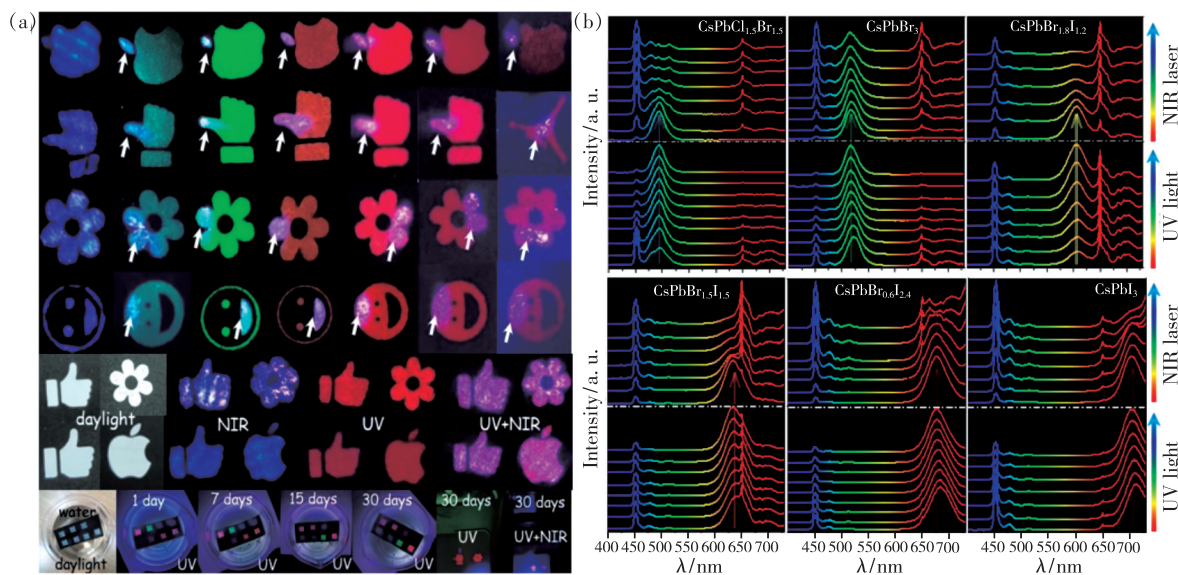 (a)
daylight
NIR
UV
UV+NIR
water
daylight
1 day
UV
7 days
UV
15 days
UV
30 days
UV
30 days
UV
30 days
UV+NIR
(b)
CsPbCl1.5Br1.5
CsPbBr3
CsPbBr1.8I1.2
NIR laser
UV light
Intensity/a. u.
CsPbBr1.5I1.5
CsPbBr0.6I2.4
CsPbI3
NIR laser
UV light
Intensity/a. u.
400 450 500 550 600 650 700
450 500 550 600 650700
450 500 550 600 650 700
λ/nm
λ/nm
λ/nm